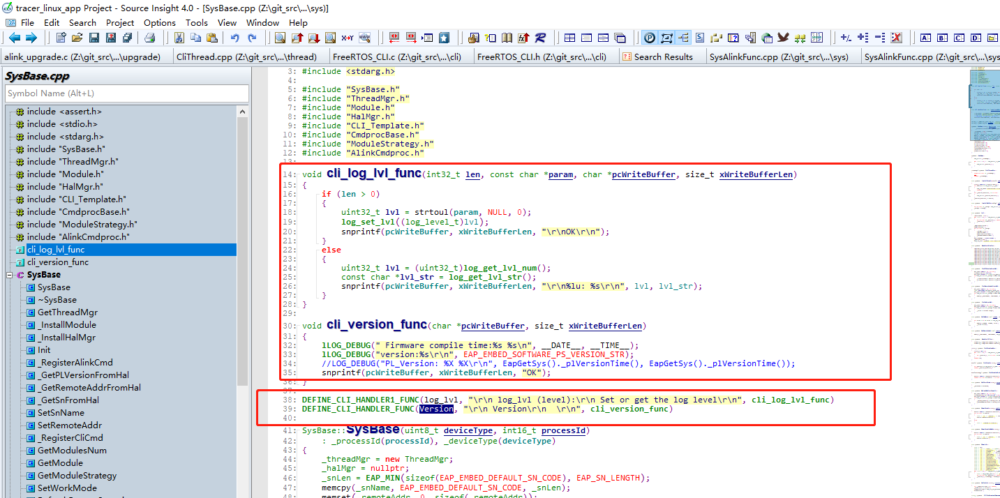 tracer_linux_app Project - Source Insight 4.0 - [SysBase.cpp (Z:\git_src\...\sys)]
File Edit Search Project Options Tools View Window Help
alink_upgrade.c (Z:\git_src\...\upgrade) CliThread.cpp (Z:\git_src\...\thread) FreeRTOS_CLI.c (Z:\git_src\...\cli) FreeRTOS_CLI.h (Z:\git_src\...\cli) Search Results SysAlinkFunc.cpp (Z:\git_src\...\sys) SysAlinkFunc.cpp (Z:\git_src\...\sys
SysBase.cpp
Symbol Name (Alt+L)
include <assert.h>
include <stdio.h>
include <stdarg.h>
include "SysBase.h"
include "ThreadMgr.h"
include "Module.h"
include "HalMgr.h"
include "CLI_Template.h"
include "CmdprocBase.h"
include "ModuleStrategy.h"
include "AlinkCmdproc.h"
cli_log_lvl_func
cli_version_func
SysBase
SysBase
~SysBase
GetThreadMgr
_InstallModule
_InstallHalMgr
Init
_RegisterAlinkCmd
_GetPLVersionFromHal
_GetRemoteAddrFromHal
_GetSnFromHal
SetSnName
SetRemoteAddr
_RegisterCliCmd
GetModulesNum
GetModule
GetModuleStrategy
SetWorkMode
3: #include <stdarg.h>
4:
5: #include "SysBase.h"
6: #include "ThreadMgr.h"
7: #include "Module.h"
8: #include "HalMgr.h"
9: #include "CLI_Template.h"
10: #include "CmdprocBase.h"
11: #include "ModuleStrategy.h"
12: #include "AlinkCmdproc.h"
13:
14: void cli_log_lvl_func(int32_t len, const char *param, char *pcWriteBuffer, size_t xWriteBufferLen)
15: {
16: if (len > 0)
17: {
18: uint32_t lvl = strtoul(param, NULL, 0);
19: log_set_lvl((log_level_t)lvl);
20: snprintf(pcWriteBuffer, xWriteBufferLen, "\r\nOK\r\n");
21: }
22: else
23: {
24: uint32_t lvl = (uint32_t)log_get_lvl_num();
25: const char *lvl_str = log_get_lvl_str();
26: snprintf(pcWriteBuffer, xWriteBufferLen, "\r\n%lu: %s\r\n", lvl, lvl_str);
27: }
28: }
29:
30: void cli_version_func(char *pcWriteBuffer, size_t xWriteBufferLen)
31: {
32: lLOG_DEBUG(" Firmware compile time:%s %s\n", __DATE__, __TIME__);
33: lLOG_DEBUG("version:%s\r\n", EAP_EMBED_SOFTWARE_PS_VERSION_STR);
34: //LOG_DEBUG("PL_Version: %X %X\r\n", EapGetSys()._plVersionTime(), EapGetSys()._plVersionTime());
35: snprintf(pcWriteBuffer, xWriteBufferLen, "OK");
36: }
37:
38: DEFINE_CLI_HANDLER1_FUNC(log_lvl, "\r\n log_lvl (level):\r\n Set or get the log level\r\n", cli_log_lvl_func)
39: DEFINE_CLI_HANDLER_FUNC(Version, "\r\n Version\r\n \r\n", cli_version_func)
40:
41: SysBase::SysBase(uint8_t deviceType, int16_t processId)
42: : _processId(processId), _deviceType(deviceType)
43: {
44: _threadMgr = new ThreadMgr;
45: _halMgr = nullptr;
46: _snLen = EAP_MIN(sizeof(EAP_EMBED_DEFAULT_SN_CODE), EAP_SN_LENGTH);
47: memcpy(_snName, EAP_EMBED_DEFAULT_SN_CODE, _snLen);
48: memset(_remoteAddr, 0, sizeof(_remoteAddr));